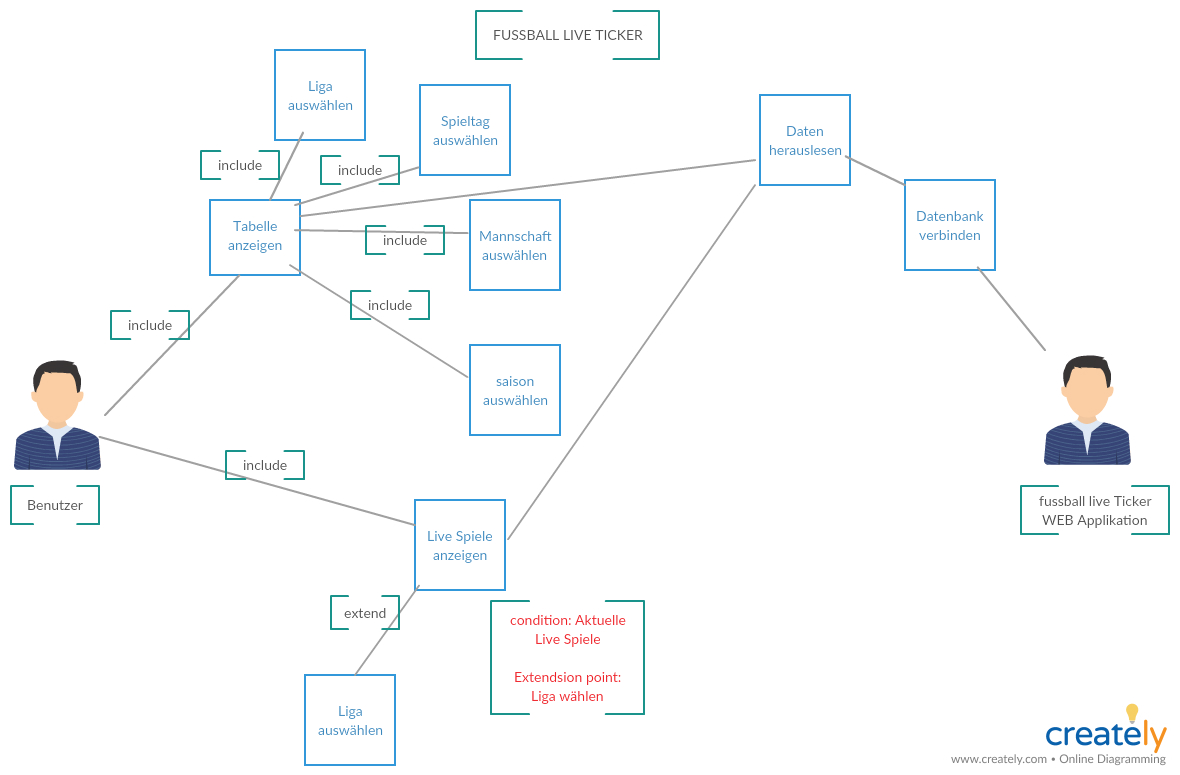 FUSSBALL LIVE TICKER
Liga
auswählen
Spieltag
auswählen
Daten
herauslesen
include
include
Tabelle
anzeigen
Mannschaft
auswählen
include
Datenbank
verbinden
include
include
saison
auswählen
include
Benutzer
fussball live Ticker
WEB Applikation
Live Spiele
anzeigen
extend
condition: Aktuelle
Live Spiele
Extendsion point:
Liga wählen
Liga
auswählen
creately
www.creately.com • Online Diagramming